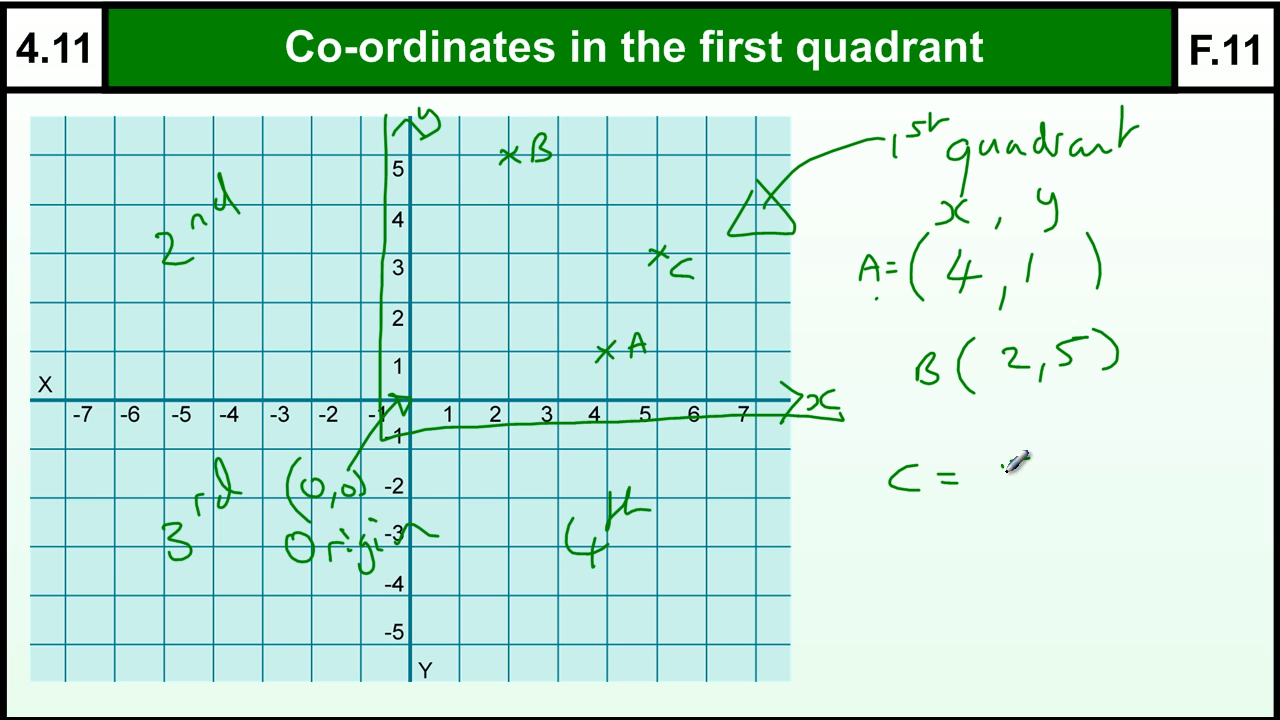 4.11
Co-ordinates in the first quadrant
F.11
y
5
4
3
2
1
X
-7 -6 -5 -4 -3 -2 -1 1 2 3 4 5 6 7
x
-1
-2
-3
-4
-5
Y
B
C
A
2nd
3rd
(0,0)
Origin
4th
1st quadrant
x, y
A=(4,1)
B(2,5)
C =